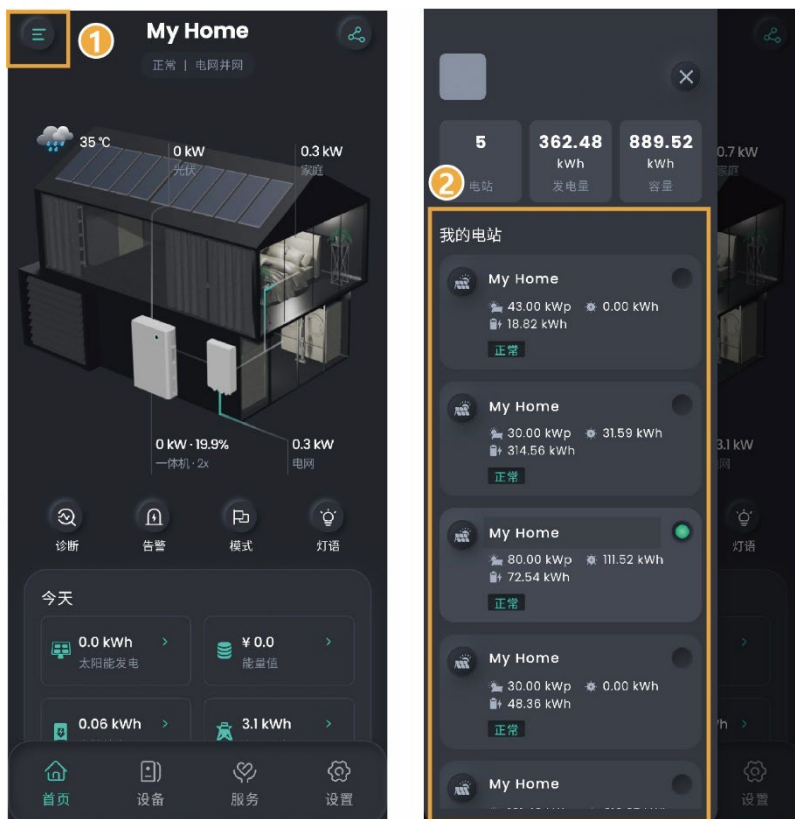 1
My Home
正常 | 电网并网
35 ℃
0 kW
光伏
0.3 kW
家庭
0 kW · 19.9%
一体机 · 2x
0.3 kW
电网
诊断
告警
模式
灯语
今天
0.0 kWh
太阳能发电
¥ 0.0
能量值
0.06 kWh
3.1 kWh
首页
设备
服务
设置
5
电站
362.48
kWh
发电量
889.52
kWh
容量
2
我的电站
My Home
43.00 kWp 0.00 kWh
18.82 kWh
正常
My Home
30.00 kWp 31.59 kWh
314.56 kWh
正常
My Home
80.00 kWp 111.52 kWh
72.54 kWh
正常
My Home
30.00 kWp 0.00 kWh
48.36 kWh
正常
My Home
0.7 kW
家庭
3.1 kW
电网
灯语
设置